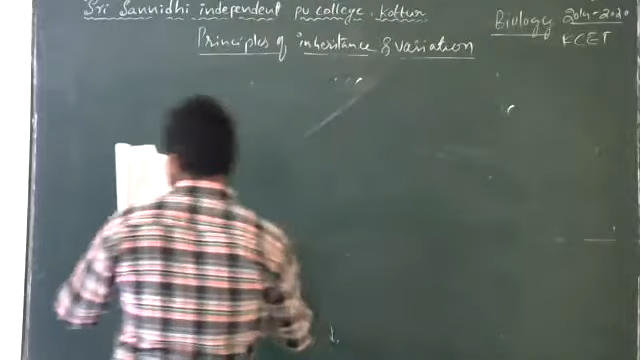 Sri Sannidhi independent pu college. Kottur
Biology 2019-2020
KCET
Principles of inheritance & variation